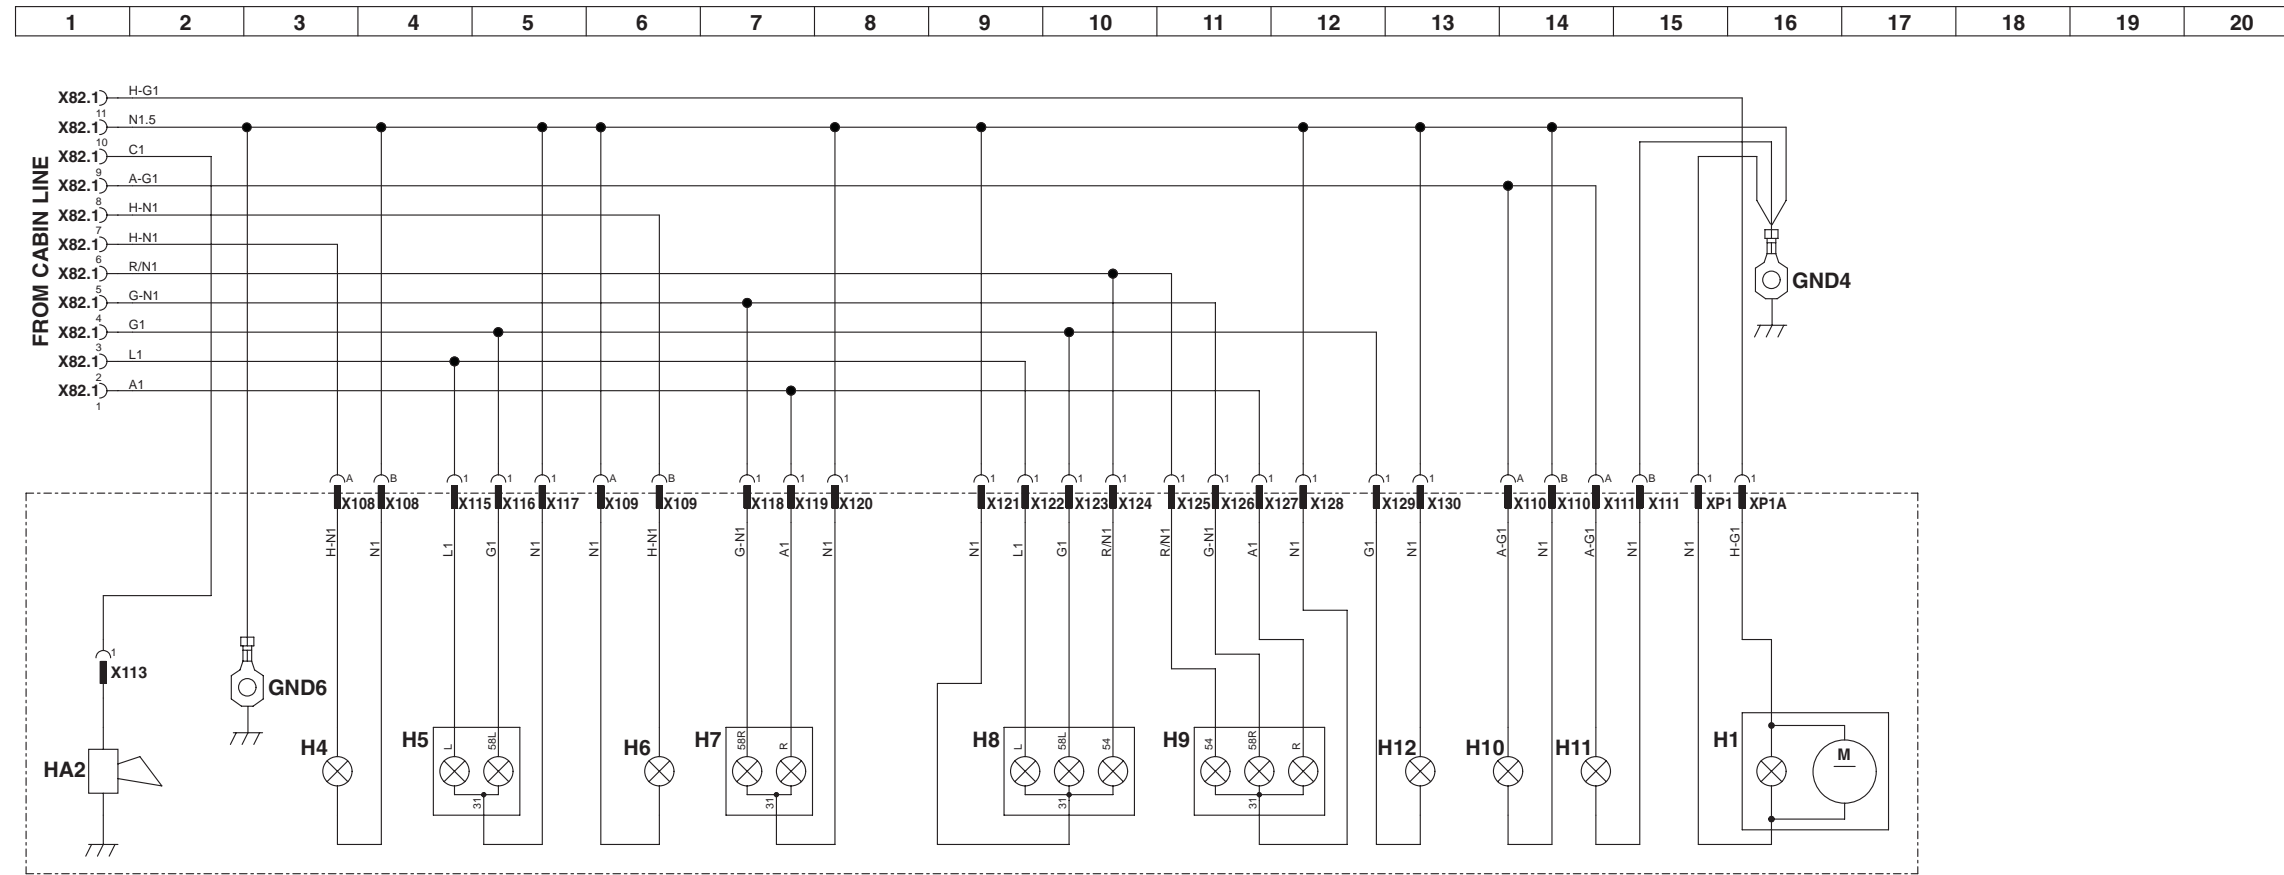 1 2 3 4 5 6 7 8 9 10 11 12 13 14 15 16 17 18 19 20
FROM CABIN LINE
X82.1 H-G1
11
X82.1 N1.5
10
X82.1 C1
9
X82.1 A-G1
8
X82.1 H-N1
7
X82.1 H-N1
6
X82.1 R/N1
5
X82.1 G-N1
4
X82.1 G1
3
X82.1 L1
2
X82.1 A1
1
GND4
A B 1 1 1 A B 1 1 1 1 1 1 1 1 1 1 1 1 1 A B A B 1 1
X108 X108 X115 X116 X117 X109 X109 X118 X119 X120 X121 X122 X123 X124 X125 X126 X127 X128 X129 X130 X110 X110 X111 X111 XP1 XP1A
H-N1 N1 L1 G1 N1 N1 H-N1 G-N1 A1 N1 N1 L1 G1 R/N1 R/N1 G-N1 A1 N1 G1 N1 A-G1 N1 A-G1 N1 N1 H-G1
1
X113
GND6
H4 H5 L 58L H6 H7 58R R H8 L 58L 54 H9 54 58R R H12 H10 H11 H1 M
HA2
31 31 31 31